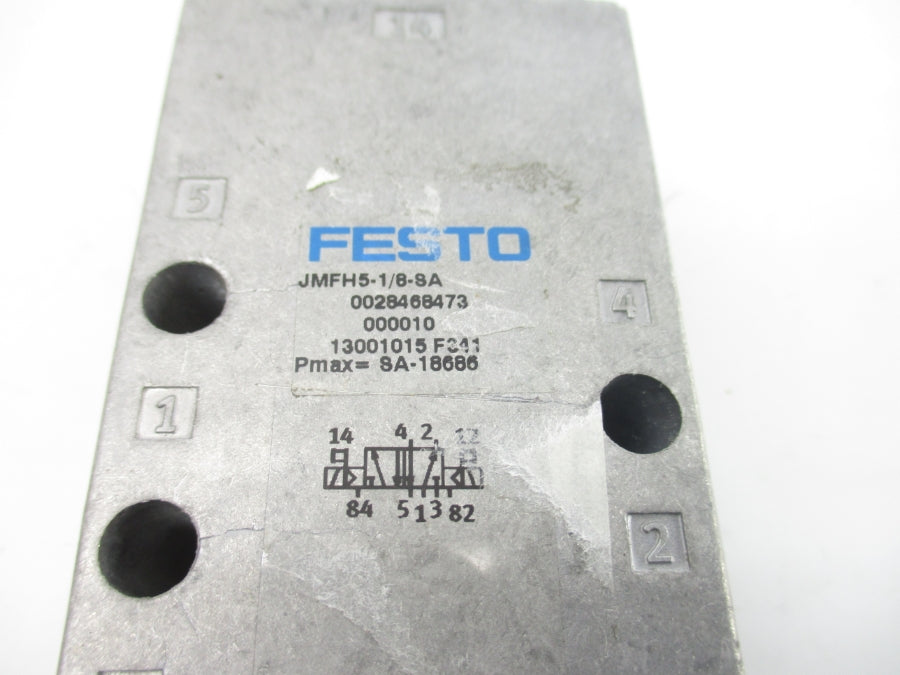 14
5
FESTO
JMFH5-1/8-SA
0028468473
4
000010
13001015 F341
Pmax= SA-18686
1
14 4 2 12
84 5 1 3 82
2